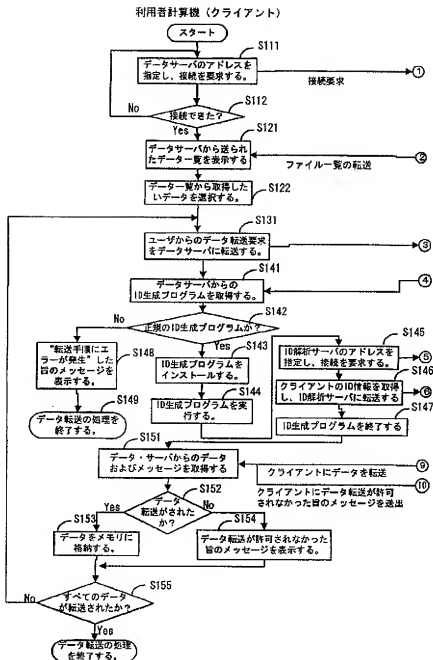 利用者計算機（クライアント）
スタート
S111
データサーバのアドレスを
指定し、接続を要求する。
接続要求
①
S112
No
接続できた？
Yes
S121
データサーバから送られ
たデータ一覧を表示する
②
ファイル一覧の転送
S122
データ一覧から取得した
いデータを選択する。
S131
ユーザからのデータ転送要求
をデータサーバに転送する。
③
S141
データサーバからの
ID生成プログラムを取得する。
④
S142
正規のID生成プログラムか？
No
Yes
S148
"転送手順にエ
ラーが発生"した
旨のメッセージを
表示する。
S149
データ転送の処理を
終了する。
S143
ID生成プログラムを
インストールする。
S144
ID生成プログラムを実
行する。
S145
ID解析サーバのアドレスを
指定し、接続を要求する。
⑤
S146
クライアントのID情報を取得
し、ID解析サーバに転送する
⑥
S147
ID生成プログラムを終了する
S151
データ・サーバからのデータ
およびメッセージを取得する
⑨
クライアントにデータを転送
⑩
クライアントにデータ転送が許可
されなかった旨のメッセージを送出
S152
データ
転送がされ
たか？
Yes
No
S153
データをメモリに
格納する。
S154
データ転送が許可されなかった
旨のメッセージを表示する。
S155
No
すべてのデータ
が転送されたか？
Yes
データ転送の処理を
終了する。